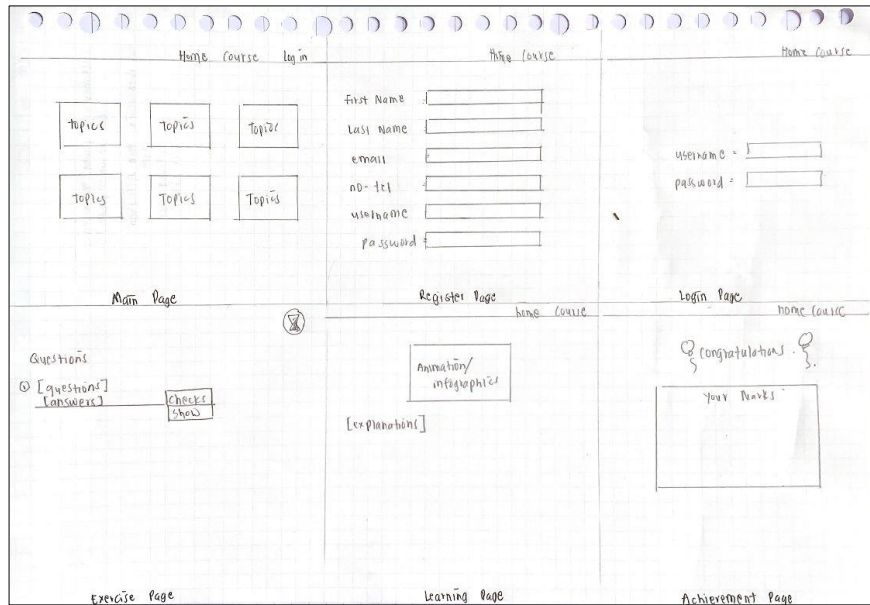 Home Course Log in
topics topics topics
topics topics Topics
Main Page
Home Course
First Name :
Last Name :
email :
no-tel :
username :
password :
Register Page
Home Course
username :
password :
Login Page
Questions
① [questions]
[answers]
checks
show
Exercise Page
home course
Animation/
infographics
[explanations]
Learning Page
home course
congratulations.
Your Marks
Achievement Page